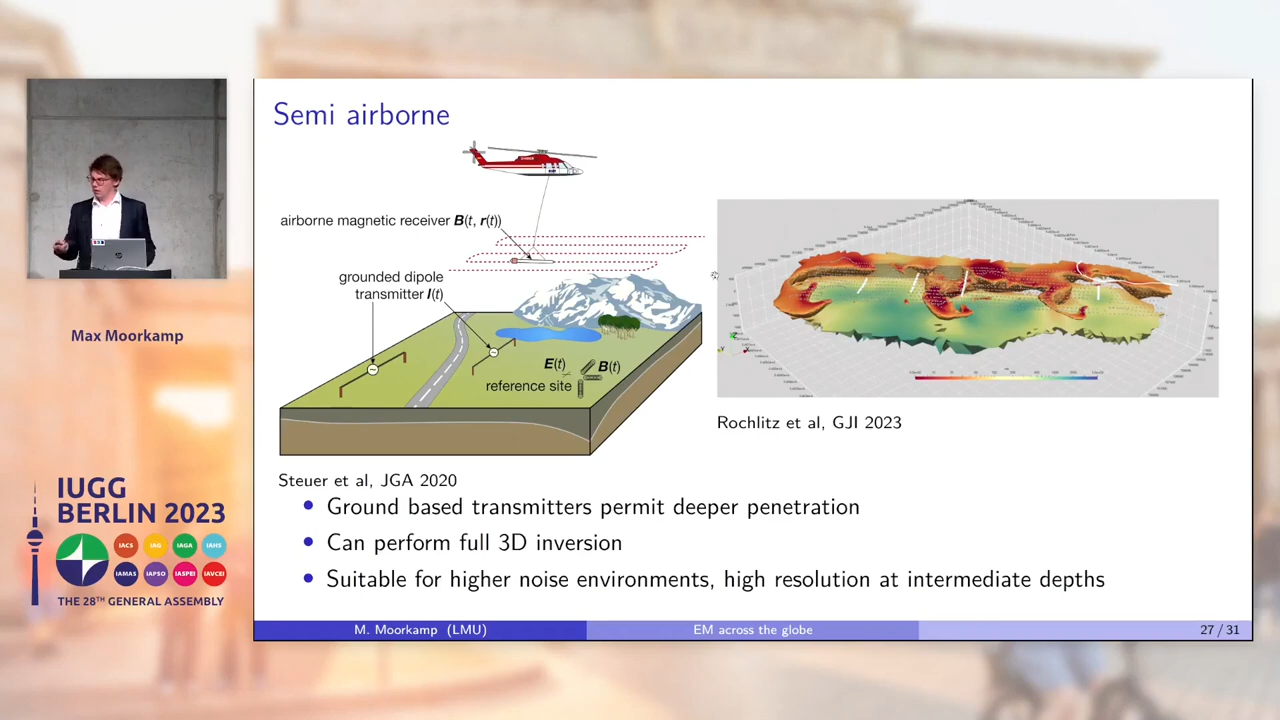 Semi airborne
airborne magnetic receiver B(t, r(t))
grounded dipole
transmitter I(t)
E(t)
B(t)
reference site
Steuer et al, JGA 2020
Rochlitz et al, GJI 2023
Ground based transmitters permit deeper penetration
Can perform full 3D inversion
Suitable for higher noise environments, high resolution at intermediate depths
M. Moorkamp (LMU)
EM across the globe
27 / 31
Max Moorkamp
IUGG
BERLIN 2023
IACS
IAG
IAGA
IAHS
IAMAS
IAPSO
IASPEI
IAVCEI
THE 28TH GENERAL ASSEMBLY